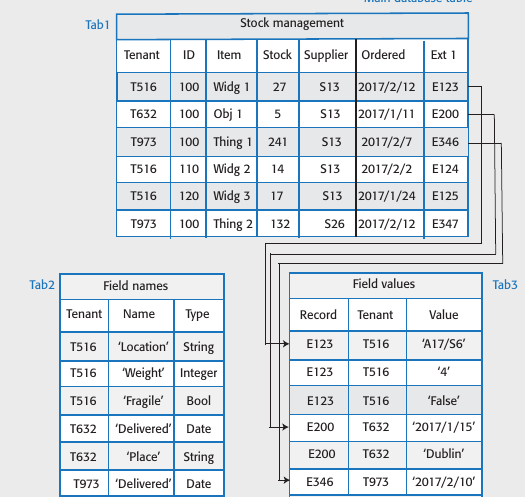 Main database table
Tab1
Stock management
Tenant ID Item Stock Supplier Ordered Ext 1
T516 100 Widg 1 27 S13 2017/2/12 E123
T632 100 Obj 1 5 S13 2017/1/11 E200
T973 100 Thing 1 241 S13 2017/2/7 E346
T516 110 Widg 2 14 S13 2017/2/2 E124
T516 120 Widg 3 17 S13 2017/1/24 E125
T973 100 Thing 2 132 S26 2017/2/12 E347
Tab2
Field names
Tenant Name Type
T516 ‘Location’ String
T516 ‘Weight’ Integer
T516 ‘Fragile’ Bool
T632 ‘Delivered’ Date
T632 ‘Place’ String
T973 ‘Delivered’ Date
Field values
Tab3
Record Tenant Value
E123 T516 ‘A17/S6’
E123 T516 ‘4’
E123 T516 ‘False’
E200 T632 ‘2017/1/15’
E200 T632 ‘Dublin’
E346 T973 ‘2017/2/10’